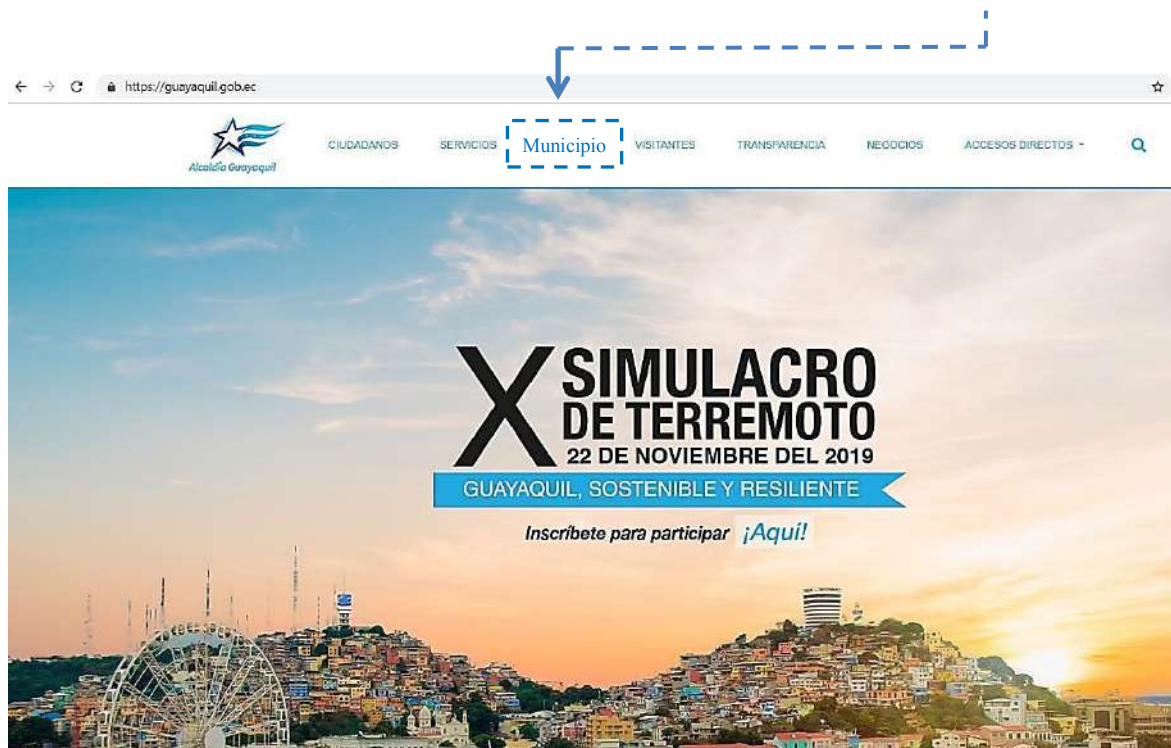 https://guayaquil.gob.ec
Alcaldía Guayaquil
CIUDADANOS SERVICIOS Municipio VISITANTES TRANSPARENCIA NEGOCIOS ACCESOS DIRECTOS
X SIMULACRO
DE TERREMOTO
22 DE NOVIEMBRE DEL 2019
GUAYAQUIL, SOSTENIBLE Y RESILIENTE
Inscríbete para participar ¡Aquí!